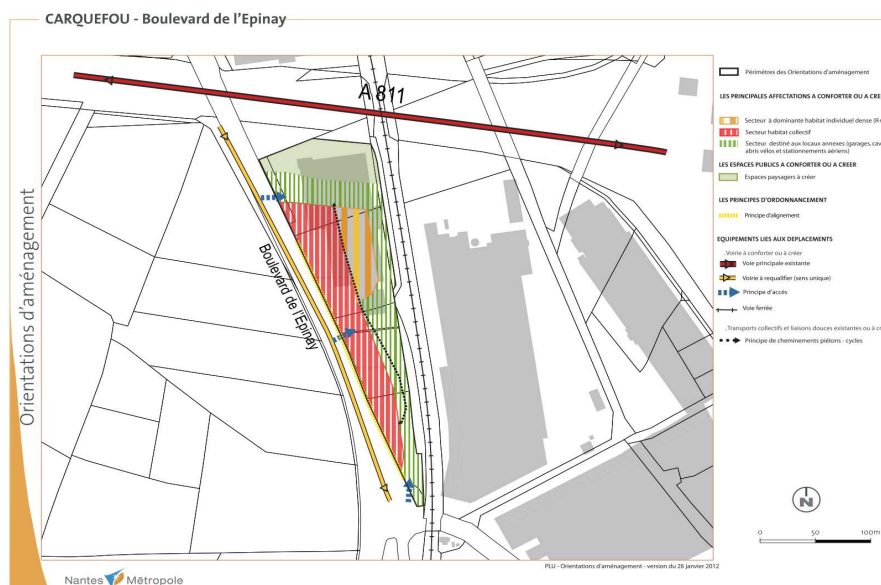 CARQUEFOU - Boulevard de l'Epinay
Orientations d'aménagement
A 811
Boulevard de l'Epinay
Périmètres des Orientations d'aménagement
LES PRINCIPALES AFFECTATIONS A CONFORTER OU A CRE
Secteur à dominante habitat individuel dense (R+
Secteur habitat collectif
Secteur destiné aux locaux annexes (garages,cav
abris vélos et stationnements aériens)
LES ESPACES PUBLICS A CONFORTER OU A CREER
Espaces paysagers à créer
LES PRINCIPES D'ORDONNANCEMENT
Principe d'alignement
EQUIPEMENTS LIES AUX DEPLACEMENTS
.Voirie à conforter ou à créer
Voie principale existante
Voirie à requalifier (sens unique)
Principe d'accès
Voie ferrée
.Transports collectifs et liaisons douces existantes ou à cr
Principe de cheminements piétons - cycles
N
0 50 100m
PLU - Orientations d'aménagement - version du 26 janvier 2012
Nantes Métropole